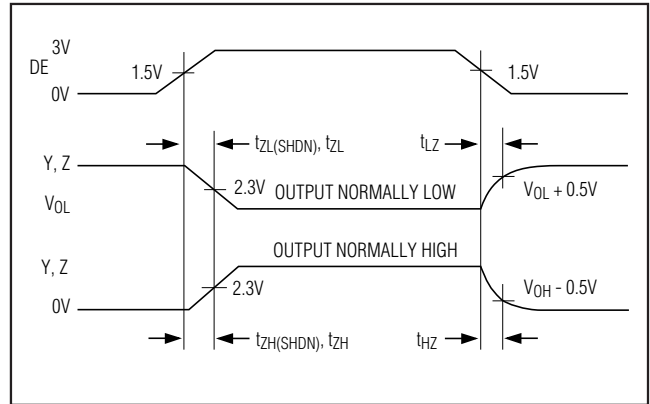 3V
DE
1.5V
1.5V
0V
tZL(SHDN), tZL
tLZ
Y, Z
2.3V
OUTPUT NORMALLY LOW
VOL + 0.5V
VOL
OUTPUT NORMALLY HIGH
Y, Z
2.3V
VOH - 0.5V
0V
tZH(SHDN), tZH
tHZ